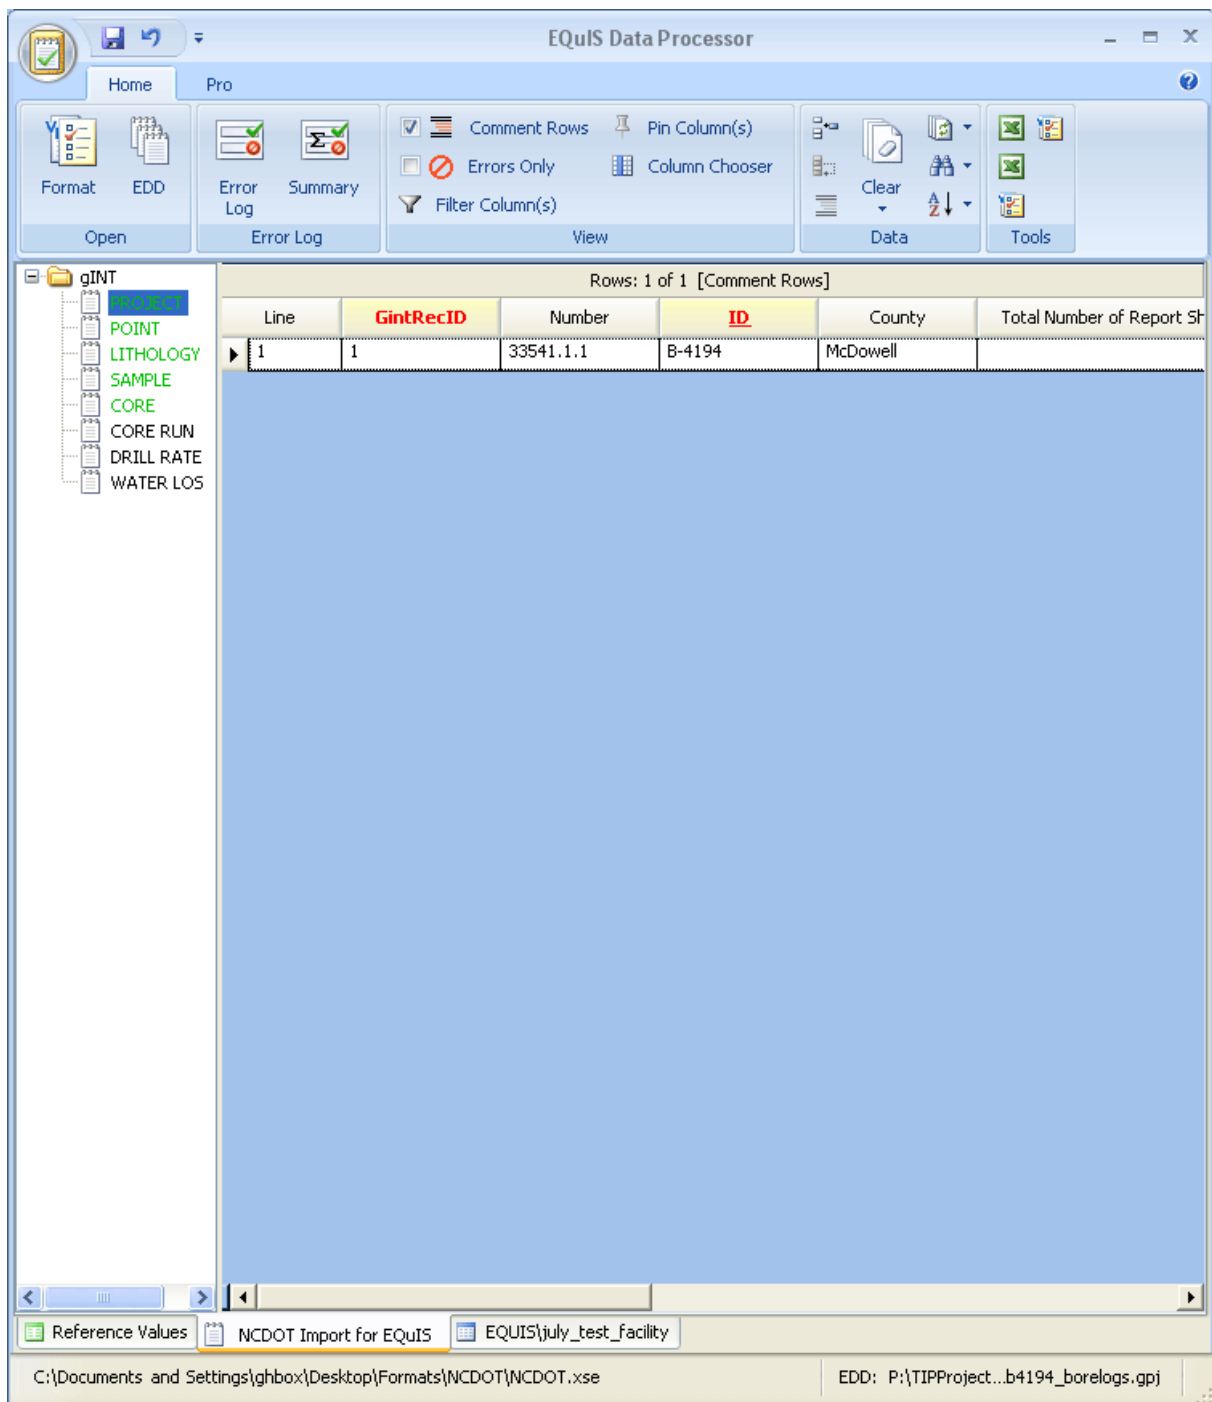 EQuIS Data Processor
Home Pro
Comment Rows Pin Column(s)
Errors Only Column Chooser
Filter Column(s)
Format EDD Error Log Summary Clear
Open Error Log View Data Tools
gINT
PROJECT
POINT
LITHOLOGY
SAMPLE
CORE
CORE RUN
DRILL RATE
WATER LOS
Rows: 1 of 1 [Comment Rows]
Line GintRecID Number ID County Total Number of Report Sh
1 1 33541.1.1 B-4194 McDowell
Reference Values NCDOT Import for EQuIS EQUIS\july_test_facility
C:\Documents and Settings\ghbox\Desktop\Formats\NCDOT\NCDOT.xse EDD: P:\TIPProject...b4194_borelogs.gpj